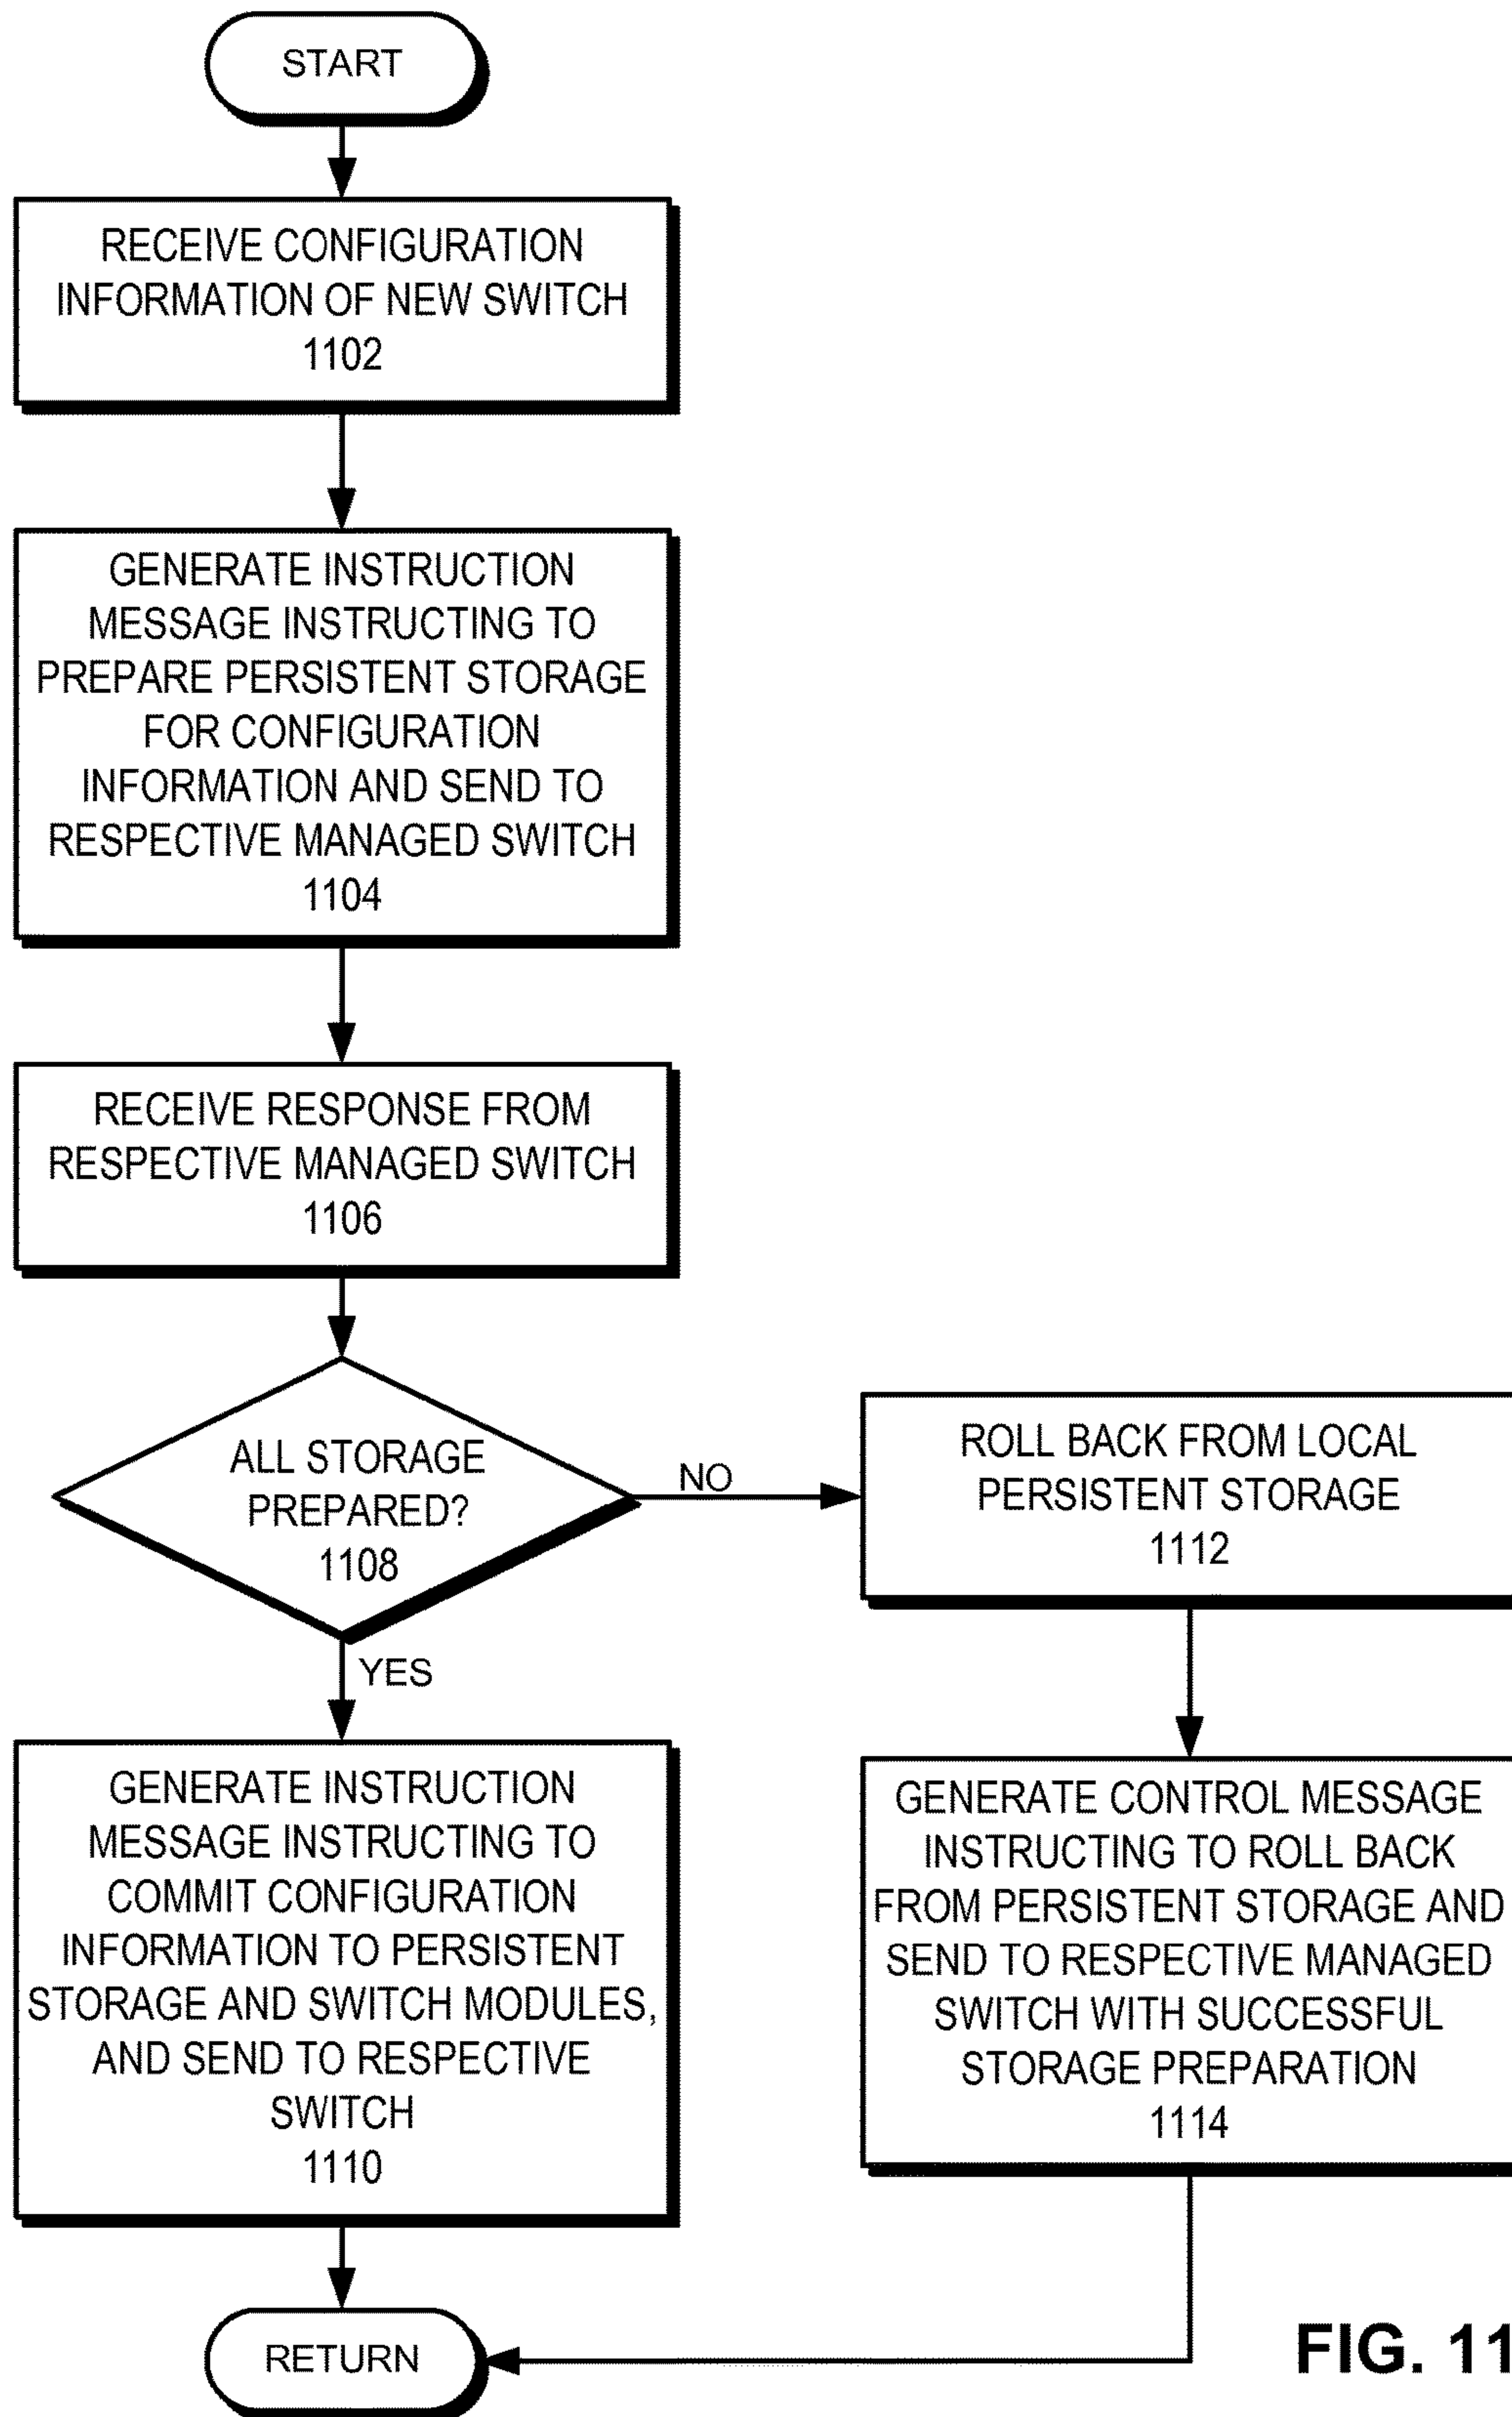 START
RECEIVE CONFIGURATION
INFORMATION OF NEW SWITCH
1102
GENERATE INSTRUCTION
MESSAGE INSTRUCTING TO
PREPARE PERSISTENT STORAGE
FOR CONFIGURATION
INFORMATION AND SEND TO
RESPECTIVE MANAGED SWITCH
1104
RECEIVE RESPONSE FROM
RESPECTIVE MANAGED SWITCH
1106
ALL STORAGE
PREPARED?
1108
NO
ROLL BACK FROM LOCAL
PERSISTENT STORAGE
1112
YES
GENERATE INSTRUCTION
MESSAGE INSTRUCTING TO
COMMIT CONFIGURATION
INFORMATION TO PERSISTENT
STORAGE AND SWITCH MODULES,
AND SEND TO RESPECTIVE
SWITCH
1110
GENERATE CONTROL MESSAGE
INSTRUCTING TO ROLL BACK
FROM PERSISTENT STORAGE AND
SEND TO RESPECTIVE MANAGED
SWITCH WITH SUCCESSFUL
STORAGE PREPARATION
1114
RETURN
FIG. 11